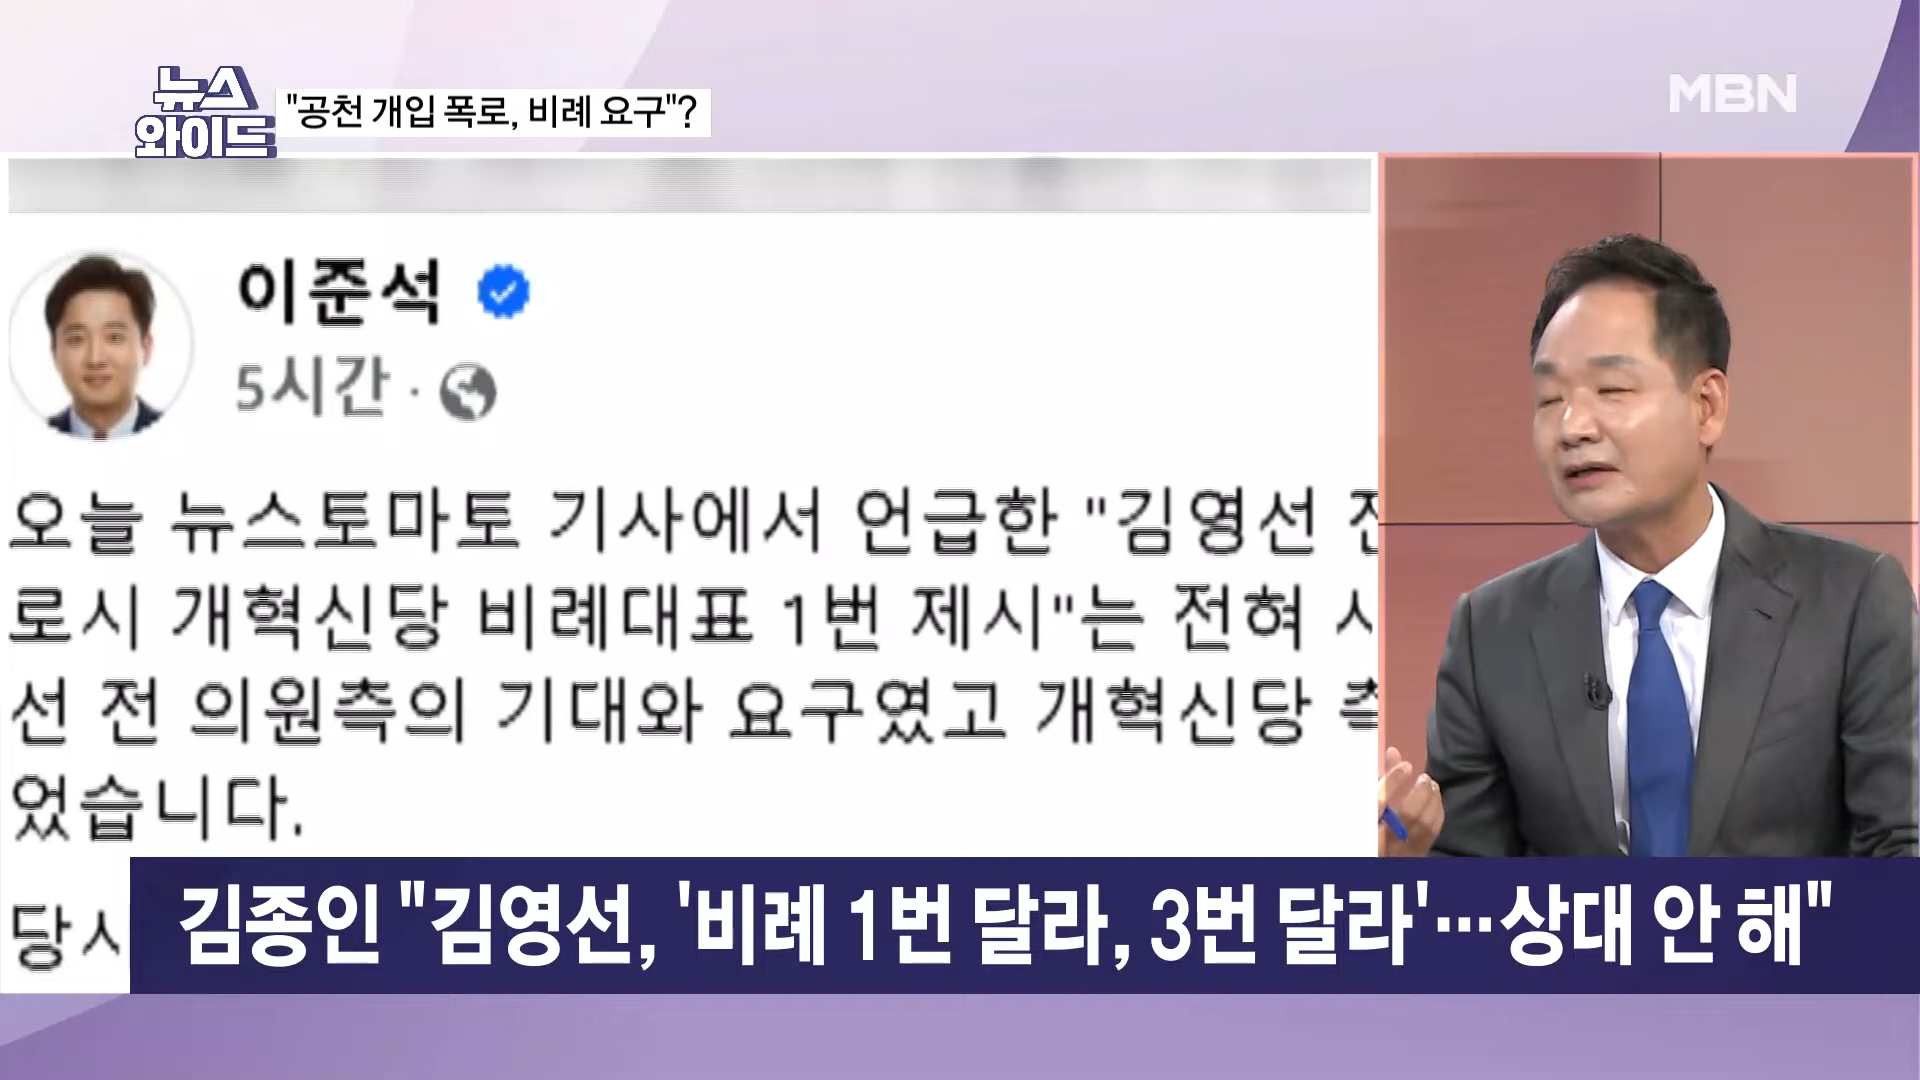 뉴스
와이드
"공천 개입 폭로, 비례 요구"?
MBN
이준석
5시간 ·
오늘 뉴스토마토 기사에서 언급한 "김영선 전
로시 개혁신당 비례대표 1번 제시"는 전혀 사
선 전 의원측의 기대와 요구였고 개혁신당 측
었습니다.
당시
김종인 "김영선, '비례 1번 달라, 3번 달라'…상대 안 해"